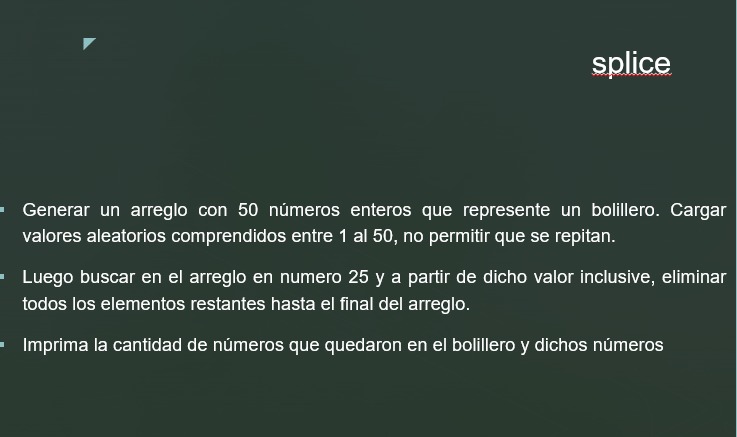 splice
Generar un arreglo con 50 números enteros que represente un bolillero. Cargar
valores aleatorios comprendidos entre 1 al 50, no permitir que se repitan.
Luego buscar en el arreglo en numero 25 y a partir de dicho valor inclusive, eliminar
todos los elementos restantes hasta el final del arreglo.
Imprima la cantidad de números que quedaron en el bolillero y dichos números